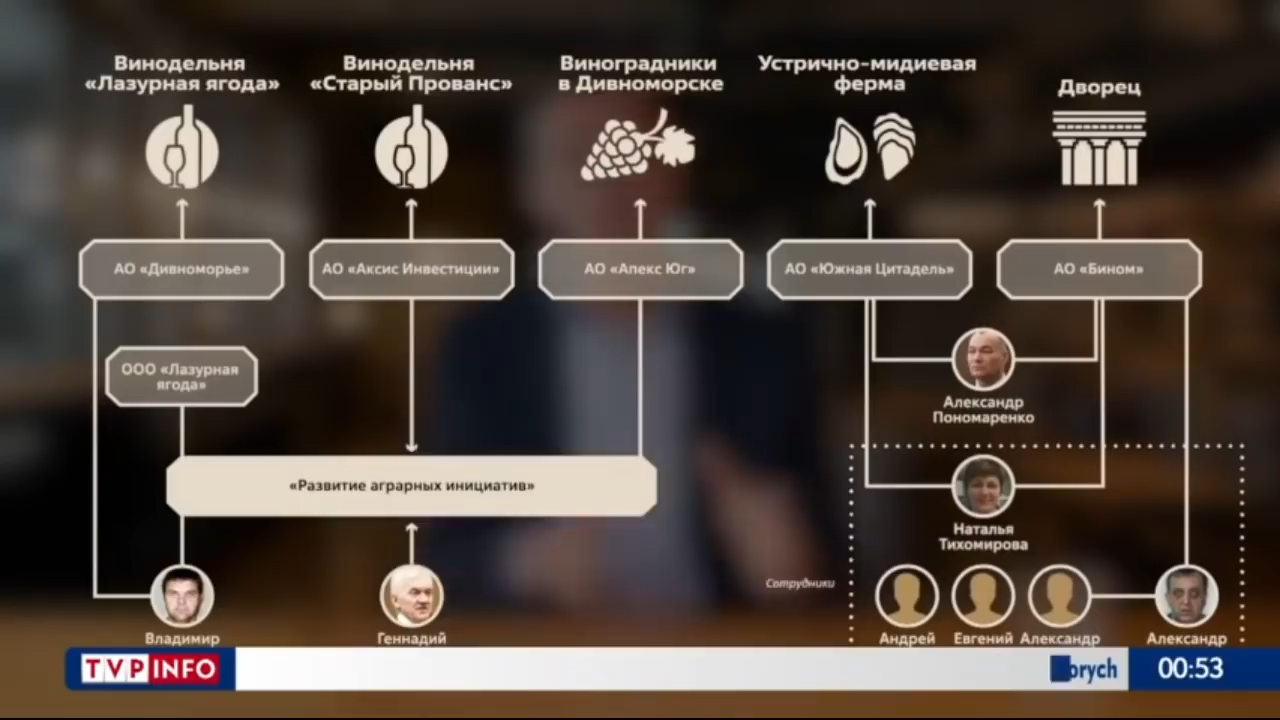 Винодельня
«Лазурная ягода»
Винодельня
«Старый Прованс»
Виноградники
в Дивноморске
Устрично-мидиевая
ферма
Дворец
АО «Дивноморье»
АО «Аксис Инвестиции»
АО «Апекс Юг»
АО «Южная Цитадель»
АО «Бином»
ООО «Лазурная
ягода»
Александр
Пономаренко
«Развитие аграрных инициатив»
Наталья
Тихомирова
Сотрудники
Владимир
Геннадий
Андрей
Евгений
Александр
Александр
TVP INFO
orych
00:53